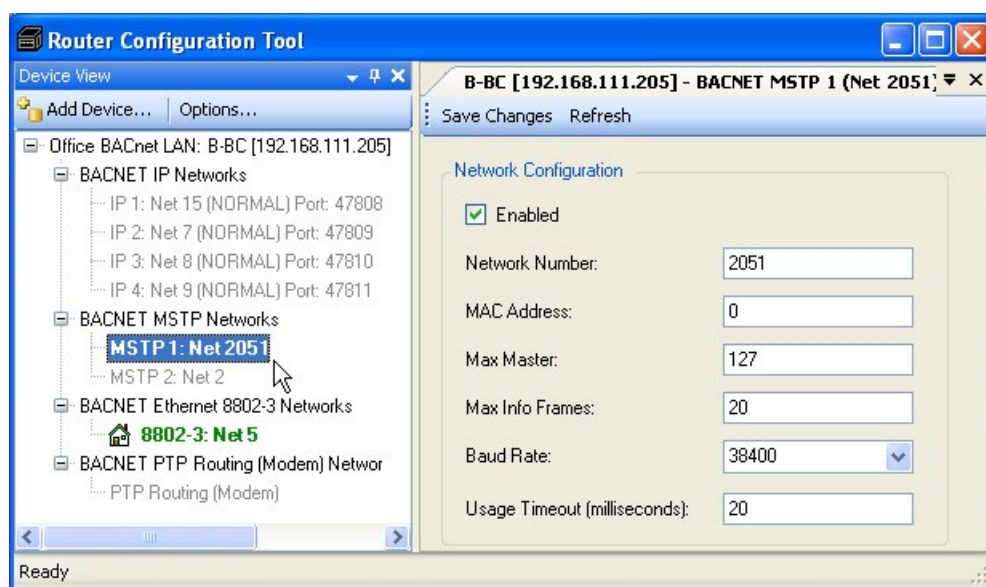 Router Configuration Tool
Device View
Add Device... Options...
Office BACnet LAN: B-BC [192.168.111.205]
BACNET IP Networks
IP 1: Net 15 (NORMAL) Port: 47808
IP 2: Net 7 (NORMAL) Port: 47809
IP 3: Net 8 (NORMAL) Port: 47810
IP 4: Net 9 (NORMAL) Port: 47811
BACNET MSTP Networks
MSTP 1: Net 2051
MSTP 2: Net 2
BACNET Ethernet 8802-3 Networks
8802-3: Net 5
BACNET PTP Routing (Modem) Networ
PTP Routing (Modem)
B-BC [192.168.111.205] - BACNET MSTP 1 (Net 2051)
Save Changes Refresh
Network Configuration
Enabled
Network Number: 2051
MAC Address: 0
Max Master: 127
Max Info Frames: 20
Baud Rate: 38400
Usage Timeout (milliseconds): 20
Ready